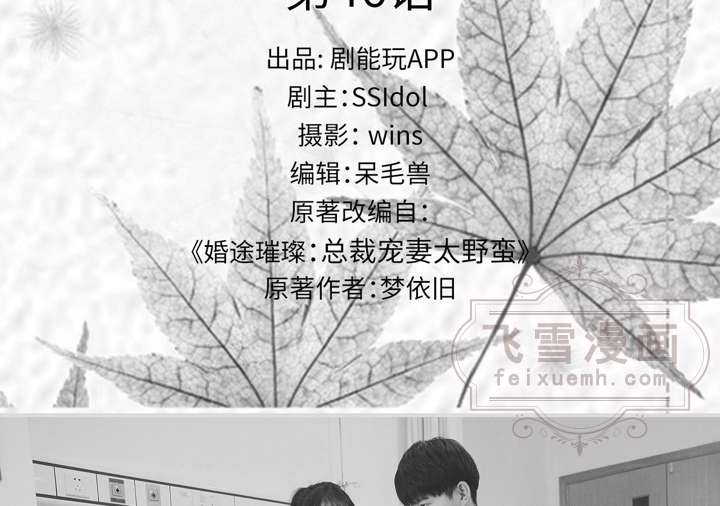 出品: 剧能玩APP
剧主：SSIdol
摄影： wins
编辑：呆毛兽
原著改编自：
《婚途璀璨：总裁宠妻太野蛮》
原著作者：梦依旧
飞雪漫画
feixuemh.com